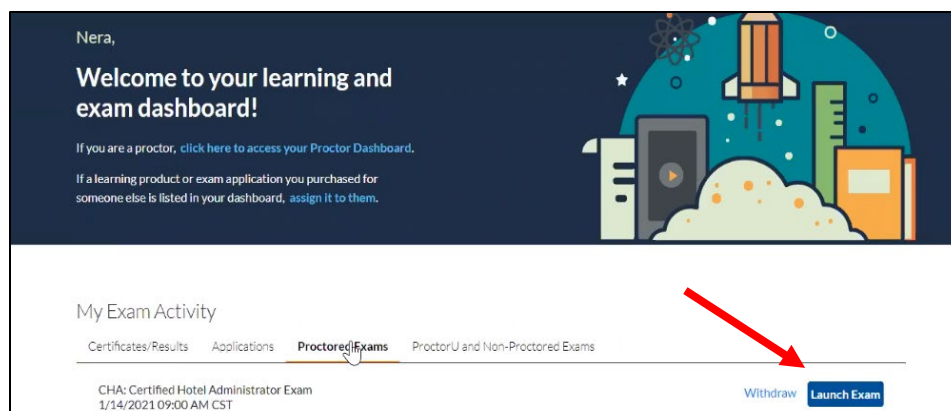 Nera,
Welcome to your learning and
exam dashboard!
If you are a proctor, click here to access your Proctor Dashboard.
If a learning product or exam application you purchased for
someone else is listed in your dashboard, assign it to them.
My Exam Activity
Certificates/Results Applications Proctored Exams ProctorU and Non-Proctored Exams
CHA: Certified Hotel Administrator Exam Withdraw Launch Exam
1/14/2021 09:00 AM CST